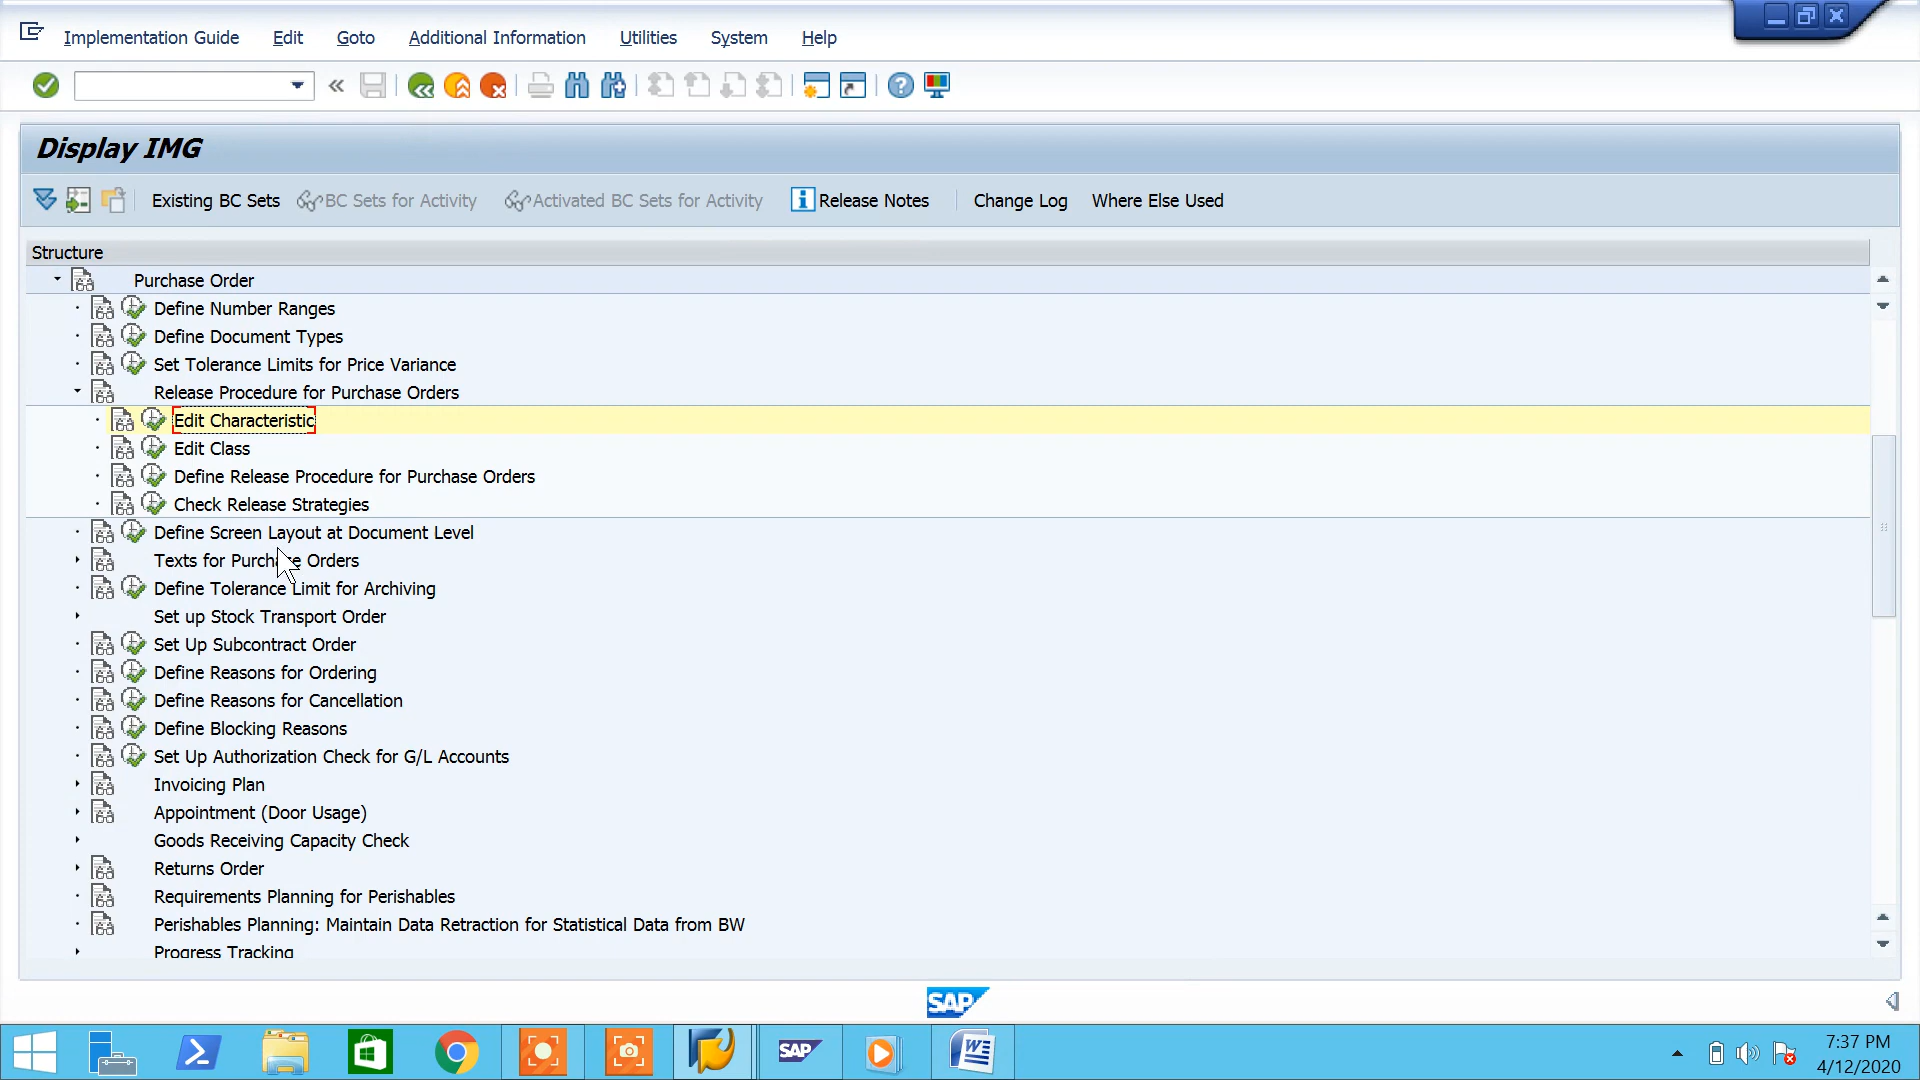 Implementation Guide Edit Goto Additional Information Utilities System Help
Display IMG
Existing BC Sets BC Sets for Activity Activated BC Sets for Activity Release Notes Change Log Where Else Used
Structure
Purchase Order
Define Number Ranges
Define Document Types
Set Tolerance Limits for Price Variance
Release Procedure for Purchase Orders
Edit Characteristic
Edit Class
Define Release Procedure for Purchase Orders
Check Release Strategies
Define Screen Layout at Document Level
Texts for Purchase Orders
Define Tolerance Limit for Archiving
Set up Stock Transport Order
Set Up Subcontract Order
Define Reasons for Ordering
Define Reasons for Cancellation
Define Blocking Reasons
Set Up Authorization Check for G/L Accounts
Invoicing Plan
Appointment (Door Usage)
Goods Receiving Capacity Check
Returns Order
Requirements Planning for Perishables
Perishables Planning: Maintain Data Retraction for Statistical Data from BW
Progress Tracking
SAP
SAP
7:37 PM
4/12/2020